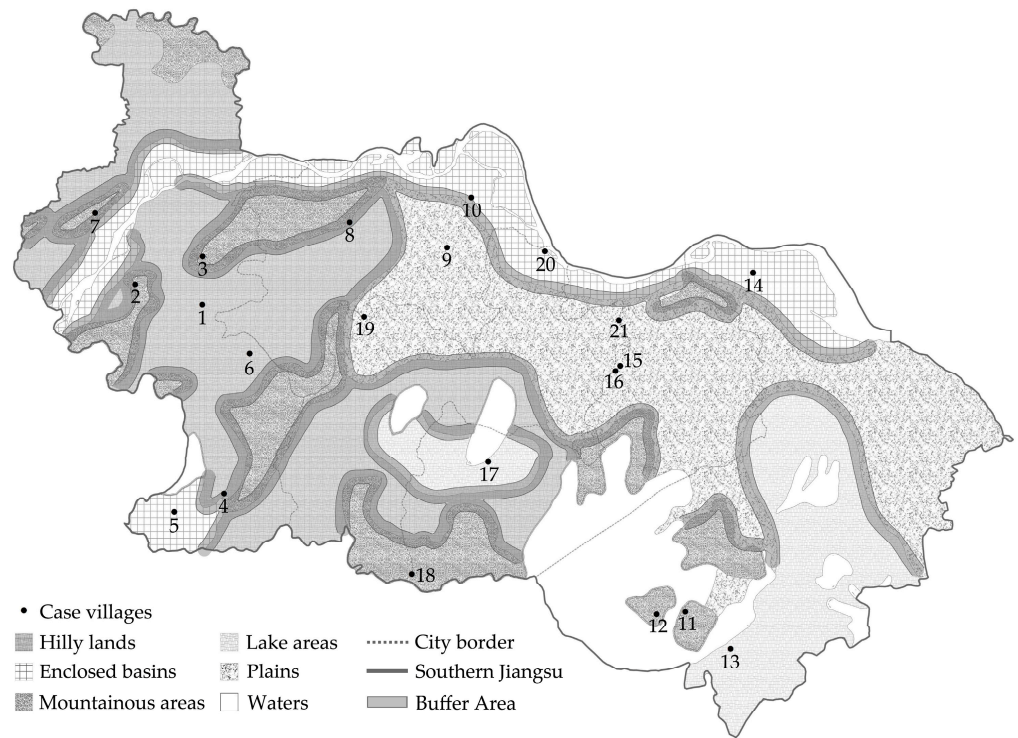 10
7
8
9
3
20
14
2
1
19
21
6
15
16
17
4
5
18
12
11
13
Case villages
Hilly lands
Lake areas
City border
Enclosed basins
Plains
Southern Jiangsu
Mountainous areas
Waters
Buffer Area